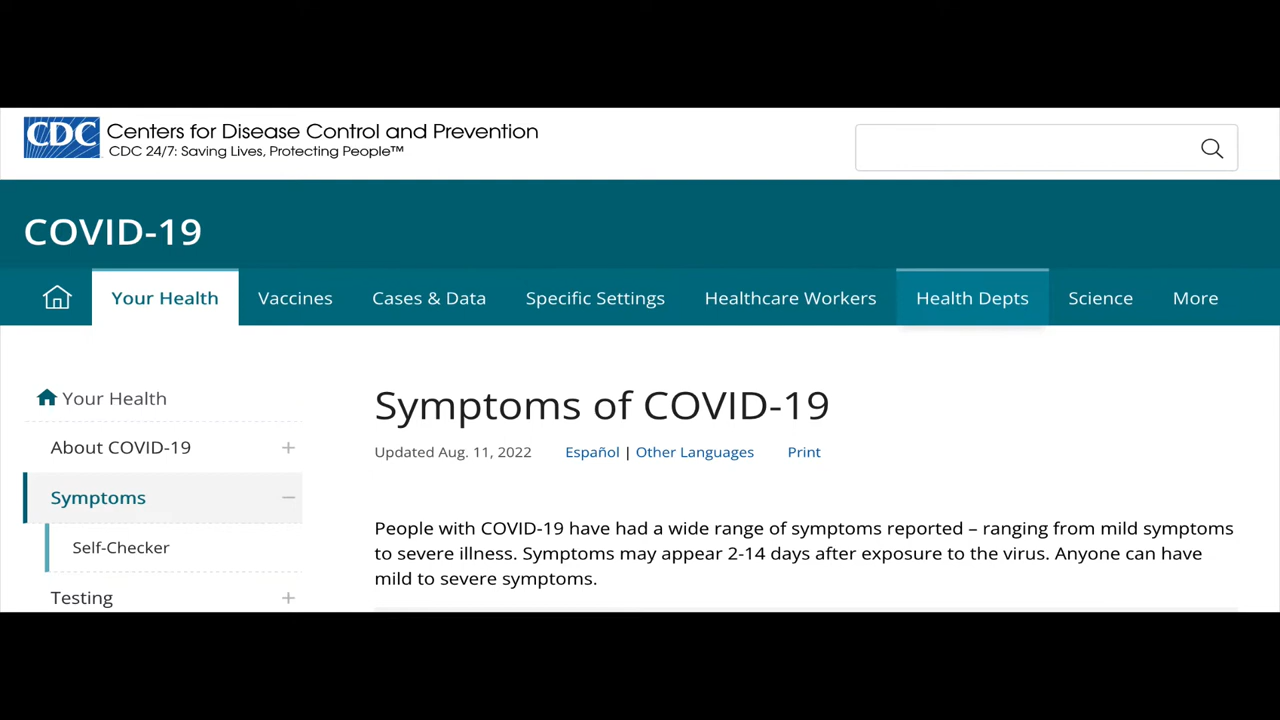 CDC Centers for Disease Control and Prevention
CDC 24/7: Saving Lives, Protecting People™
COVID-19
Your Health Vaccines Cases & Data Specific Settings Healthcare Workers Health Depts Science More
Your Health
About COVID-19
Symptoms
Self-Checker
Testing
Symptoms of COVID-19
Updated Aug. 11, 2022 Español | Other Languages Print
People with COVID-19 have had a wide range of symptoms reported – ranging from mild symptoms
to severe illness. Symptoms may appear 2-14 days after exposure to the virus. Anyone can have
mild to severe symptoms.